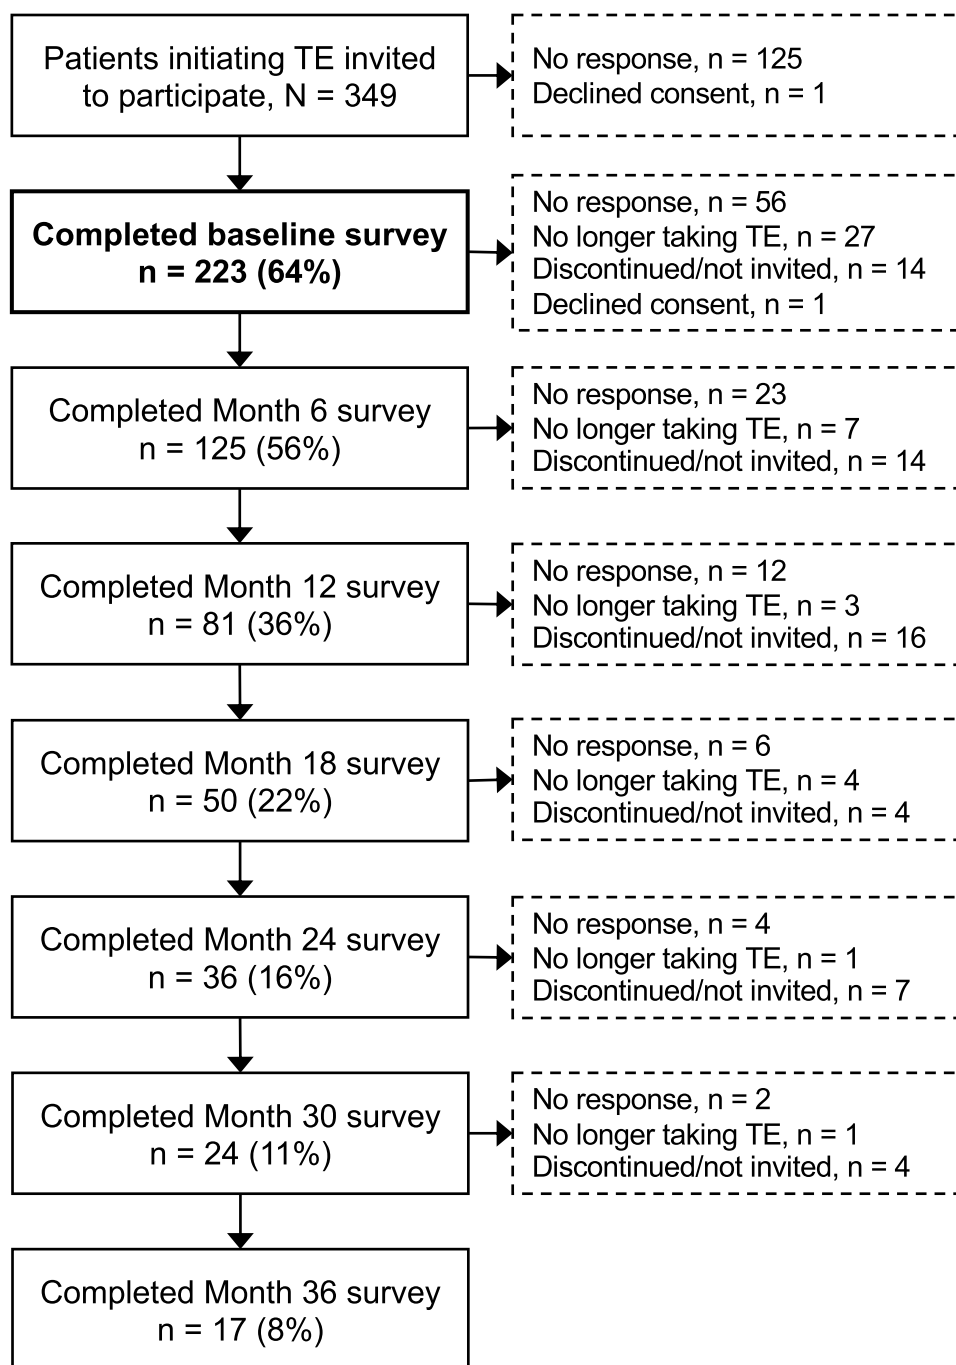 Patients initiating TE invited
to participate, N = 349
No response, n = 125
Declined consent, n = 1
Completed baseline survey
n = 223 (64%)
No response, n = 56
No longer taking TE, n = 27
Discontinued/not invited, n = 14
Declined consent, n = 1
Completed Month 6 survey
n = 125 (56%)
No response, n = 23
No longer taking TE, n = 7
Discontinued/not invited, n = 14
Completed Month 12 survey
n = 81 (36%)
No response, n = 12
No longer taking TE, n = 3
Discontinued/not invited, n = 16
Completed Month 18 survey
n = 50 (22%)
No response, n = 6
No longer taking TE, n = 4
Discontinued/not invited, n = 4
Completed Month 24 survey
n = 36 (16%)
No response, n = 4
No longer taking TE, n = 1
Discontinued/not invited, n = 7
Completed Month 30 survey
n = 24 (11%)
No response, n = 2
No longer taking TE, n = 1
Discontinued/not invited, n = 4
Completed Month 36 survey
n = 17 (8%)